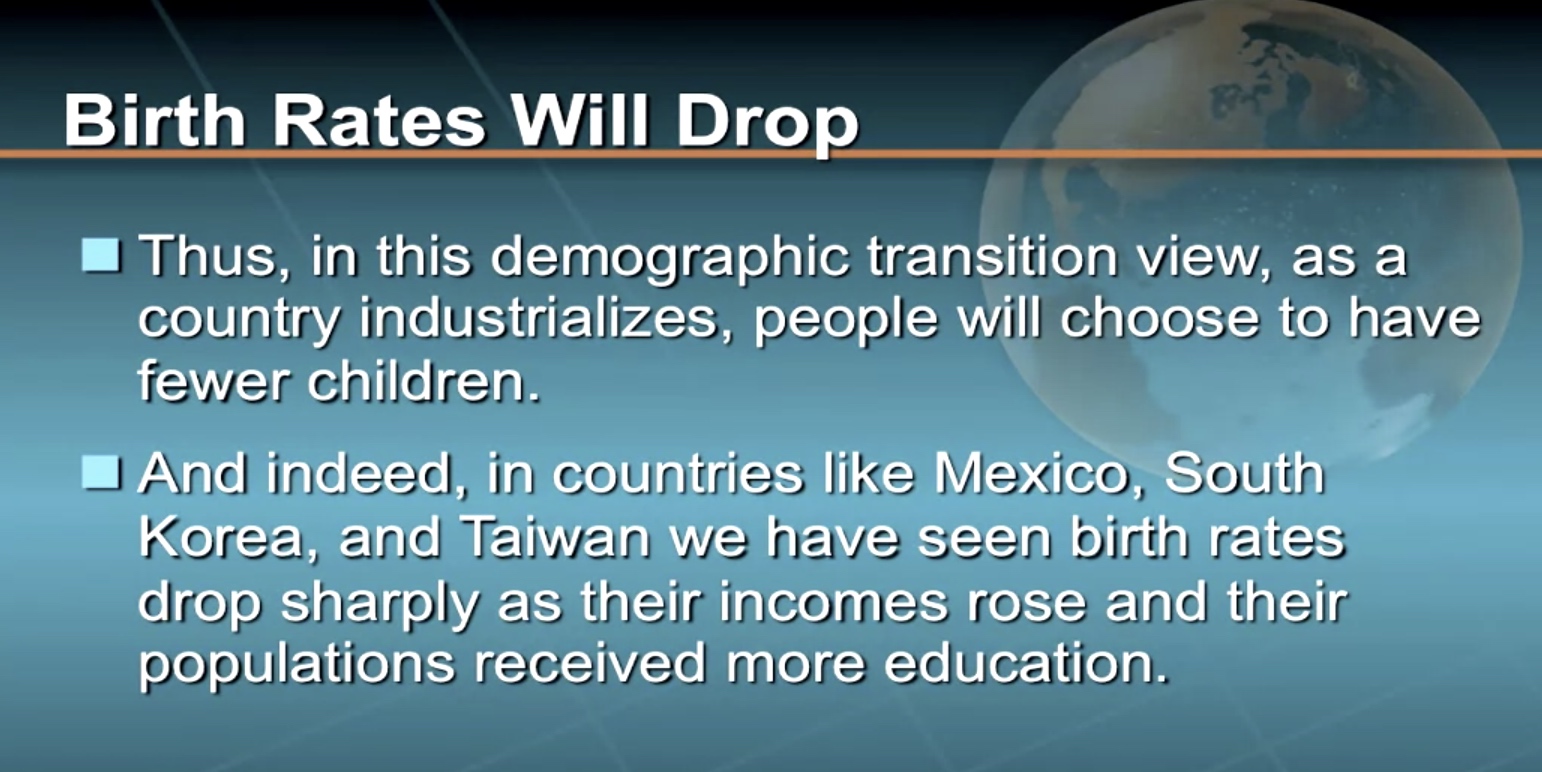 Birth Rates Will Drop
Thus, in this demographic transition view, as a
country industrializes, people will choose to have
fewer children.
And indeed, in countries like Mexico, South
Korea, and Taiwan we have seen birth rates
drop sharply as their incomes rose and their
populations received more education.